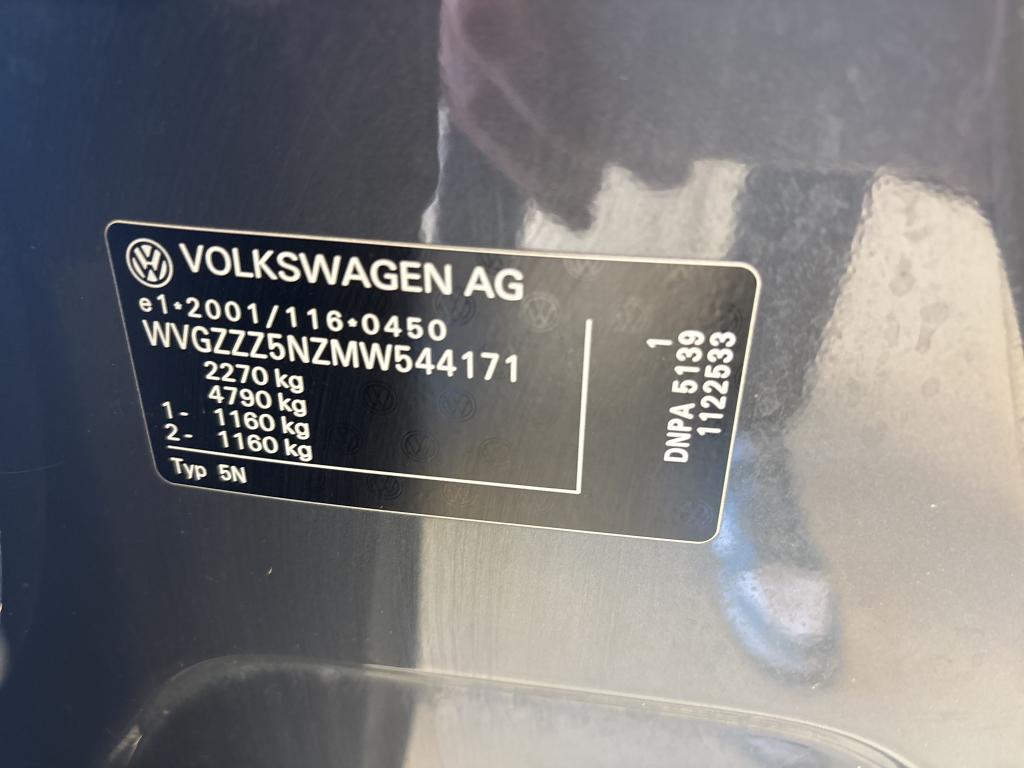 VOLKSWAGEN AG
e1*2001/116*0450
WVGZZZ5NZMW544171
2270 kg
4790 kg
1- 1160 kg
2- 1160 kg
Typ 5N
1
DNPA 5139
1122533